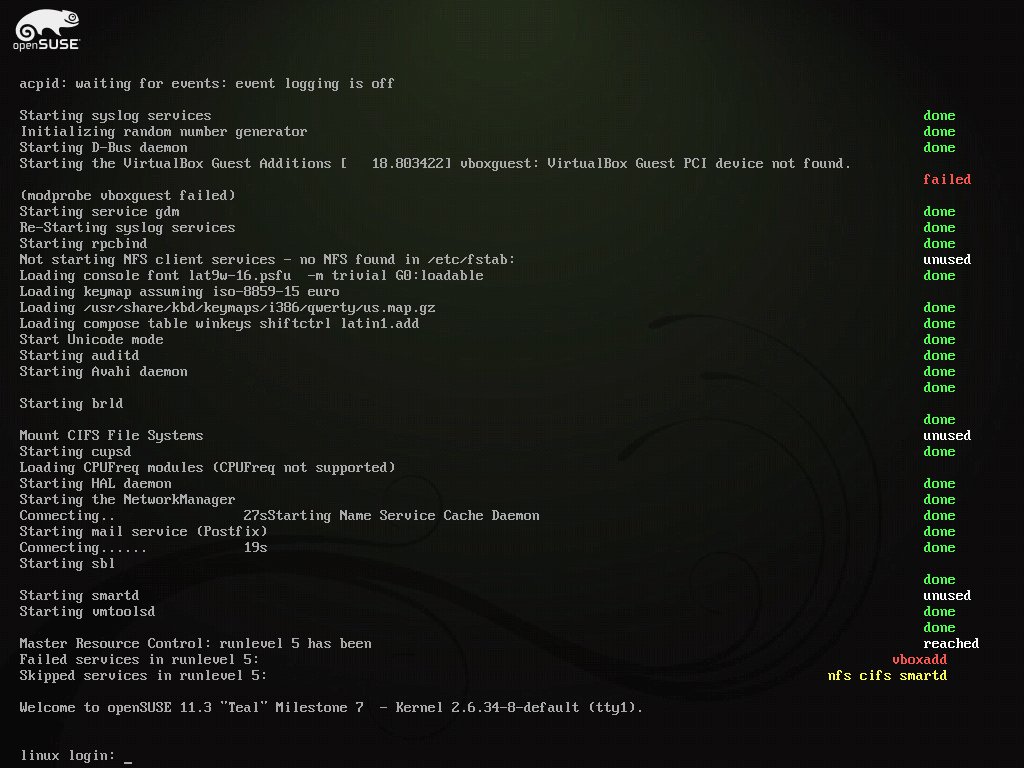 openSUSE
acpid: waiting for events: event logging is off
Starting syslog services done
Initializing random number generator done
Starting D-Bus daemon done
Starting the VirtualBox Guest Additions [   18.803422] vboxguest: VirtualBox Guest PCI device not found.
failed
(modprobe vboxguest failed)
Starting service gdm done
Re-Starting syslog services done
Starting rpcbind done
Not starting NFS client services - no NFS found in /etc/fstab: unused
Loading console font lat9w-16.psfu  -m trivial G0:loadable done
Loading keymap assuming iso-8859-15 euro
Loading /usr/share/kbd/keymaps/i386/qwerty/us.map.gz done
Loading compose table winkeys shiftctrl latin1.add done
Start Unicode mode done
Starting auditd done
Starting Avahi daemon done
done
Starting brld
done
Mount CIFS File Systems unused
Starting cupsd done
Loading CPUFreq modules (CPUFreq not supported)
Starting HAL daemon done
Starting the NetworkManager done
Connecting..                27sStarting Name Service Cache Daemon done
Starting mail service (Postfix) done
Connecting......            19s done
Starting sbl
done
Starting smartd unused
Starting vmtoolsd done
done
Master Resource Control: runlevel 5 has been reached
Failed services in runlevel 5: vboxadd
Skipped services in runlevel 5: nfs cifs smartd
Welcome to openSUSE 11.3 "Teal" Milestone 7  - Kernel 2.6.34-8-default (tty1).
linux login: _